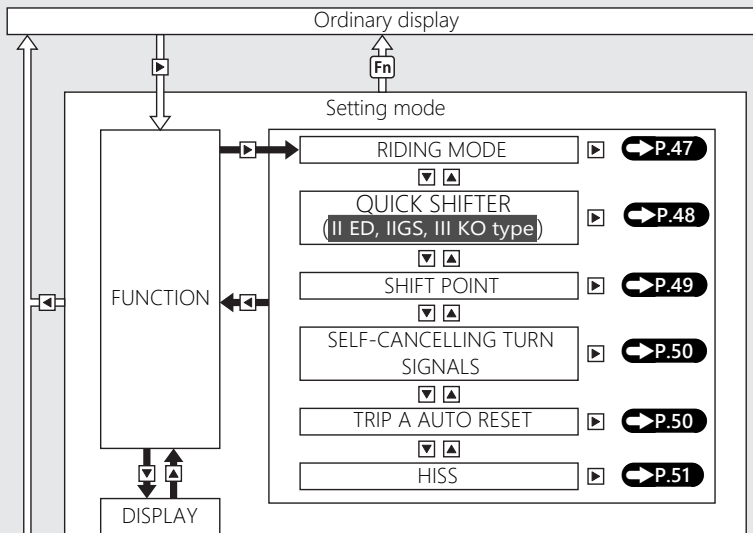 Ordinary display
Fn
Setting mode
FUNCTION
RIDING MODE
P.47
QUICK SHIFTER
(II ED, IIGS, III KO type)
P.48
SHIFT POINT
P.49
SELF-CANCELLING TURN
SIGNALS
P.50
TRIP A AUTO RESET
P.50
HISS
P.51
DISPLAY